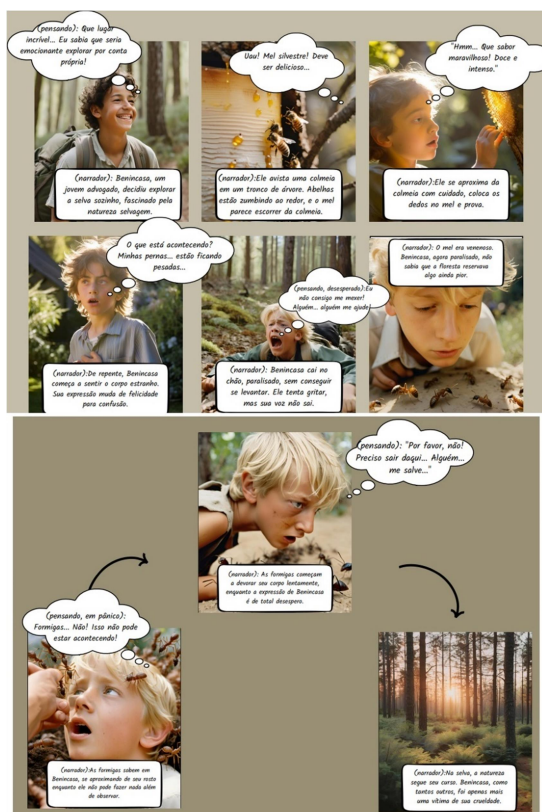 (pensando): Que lugar
incrível... Eu sabia que seria
emocionante explorar por conta
própria!
(narrador): Benincasa, um
jovem advogado, decidiu explorar
a selva sozinho, fascinado pela
natureza selvagem.
Uau! Mel silvestre! Deve
ser delicioso...
(narrador):Ele avista uma colmeia
em um tronco de árvore. Abelhas
estão zumbindo ao redor, e o mel
parece escorrer da colmeia.
"Hmm... Que sabor
maravilhoso! Doce e
intenso."
(narrador):Ele se aproxima da
colmeia com cuidado, coloca os
dedos no mel e prova.
O que está acontecendo?
Minhas pernas... estão ficando
pesadas...
(narrador):De repente, Benincasa
começa a sentir o corpo estranho.
Sua expressão muda de felicidade
para confusão.
(pensando, desesperado):Eu
não consigo me mexer!
Alguém... alguém me ajude!
(narrador): Benincasa cai no
chão, paralisado, sem conseguir
se levantar. Ele tenta gritar,
mas sua voz não sai.
(narrador): O mel era venenoso.
Benincasa, agora paralisado, não
sabia que a floresta reservava
algo ainda pior.
(pensando, em pânico):
Formigas... Não! Isso não pode
estar acontecendo!
(narrador):As formigas sobem em
Benincasa, se aproximando de seu rosto
enquanto ele não pode fazer nada além
de observar.
(pensando): "Por favor, não!
Preciso sair daqui... Alguém...
me salve..."
(narrador): As formigas começam
a devorar seu corpo lentamente,
enquanto a expressão de Benincasa
é de total desespero.
(narrador):Na selva, a natureza
segue seu curso. Benincasa, como
tantos outros, foi apenas mais
uma vítima de sua crueldade.